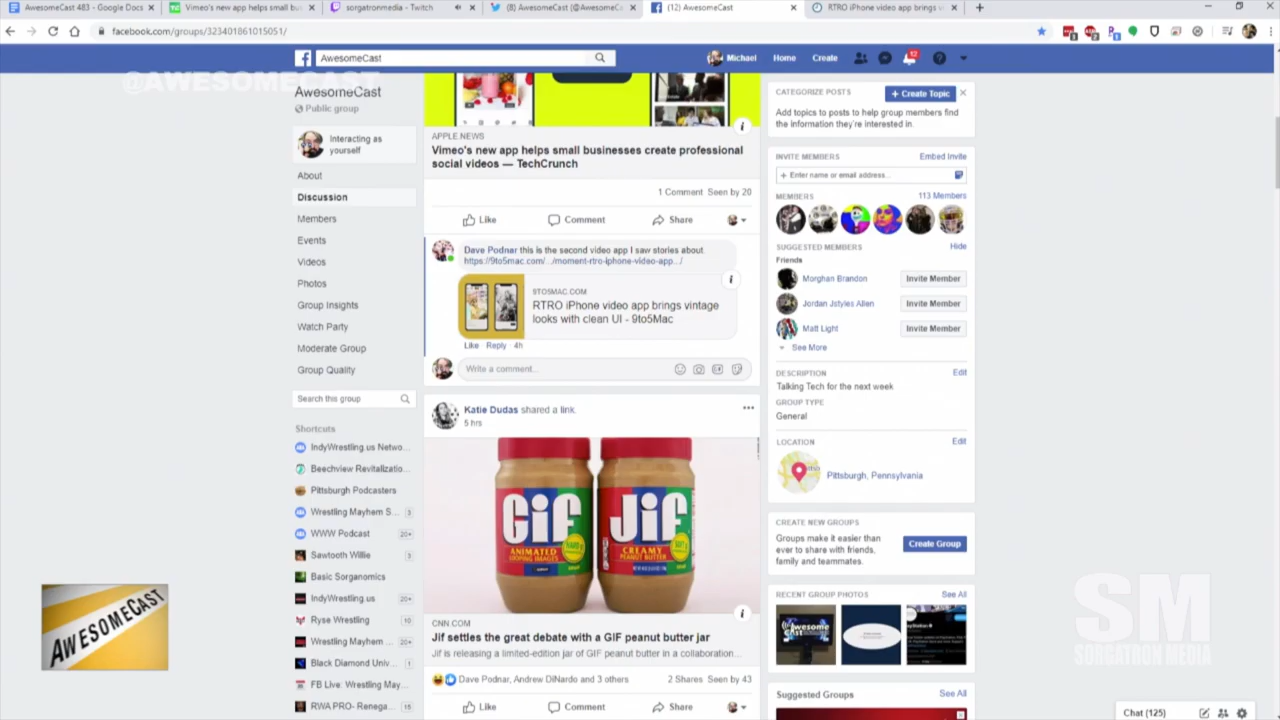 AwesomeCast 483 - Google Docs
Vimeo's new app helps small bu
sorgatronmedia - Twitch
(8) AwesomeCast (@AwesomeCa
(12) AwesomeCast
RTRO iPhone video app brings v
facebook.com/groups/323401861015051/
AwesomeCast
Michael
Home
Create
12
@AWESOMECAST
AwesomeCast
Public group
Interacting as
yourself
About
Discussion
Members
Events
Videos
Photos
Group Insights
Watch Party
Moderate Group
Group Quality
Search this group
Shortcuts
IndyWrestling.us Netwo...
Beechview Revitalizatio...
Pittsburgh Podcasters
Wrestling Mayhem S... 3
WWW Podcast 20+
Sawtooth Willie 3
Basic Sorganomics
IndyWrestling.us 20+
Ryse Wrestling 10
Wrestling Mayhem ... 20+
Black Diamond Univ... 1
FB Live: Wrestling May...
RWA PRO- Renega... 15
AWESOMECAST
APPLE.NEWS
Vimeo's new app helps small businesses create professional
social videos — TechCrunch
1 Comment Seen by 20
Like
Comment
Share
Dave Podnar this is the second video app I saw stories about.
https://9to5mac.com/.../moment-rtro-iphone-video-app.../
9TO5MAC.COM
RTRO iPhone video app brings vintage
looks with clean UI - 9to5Mac
Like Reply 4h
Write a comment...
Katie Dudas shared a link.
5 hrs
Gif
ANIMATED
LOOPING IMAGES
Jif
CREAMY
PEANUT BUTTER
CNN.COM
Jif settles the great debate with a GIF peanut butter jar
Jif is releasing a limited-edition jar of GIF peanut butter in a collaboration...
Dave Podnar, Andrew DiNardo and 3 others
2 Shares Seen by 43
Like
Comment
Share
CATEGORIZE POSTS
+ Create Topic
Add topics to posts to help group members find
the information they're interested in.
INVITE MEMBERS
Embed Invite
+ Enter name or email address...
MEMBERS
113 Members
SUGGESTED MEMBERS
Hide
Friends
Morghan Brandon
Invite Member
Jordan Jstyles Allen
Invite Member
Matt Light
Invite Member
See More
DESCRIPTION
Edit
Talking Tech for the next week
GROUP TYPE
General
LOCATION
Edit
Pittsburgh, Pennsylvania
CREATE NEW GROUPS
Groups make it easier than
ever to share with friends,
family and teammates.
Create Group
RECENT GROUP PHOTOS
See All
Suggested Groups
See All
SM
SORGATRON MEDIA
Chat (125)